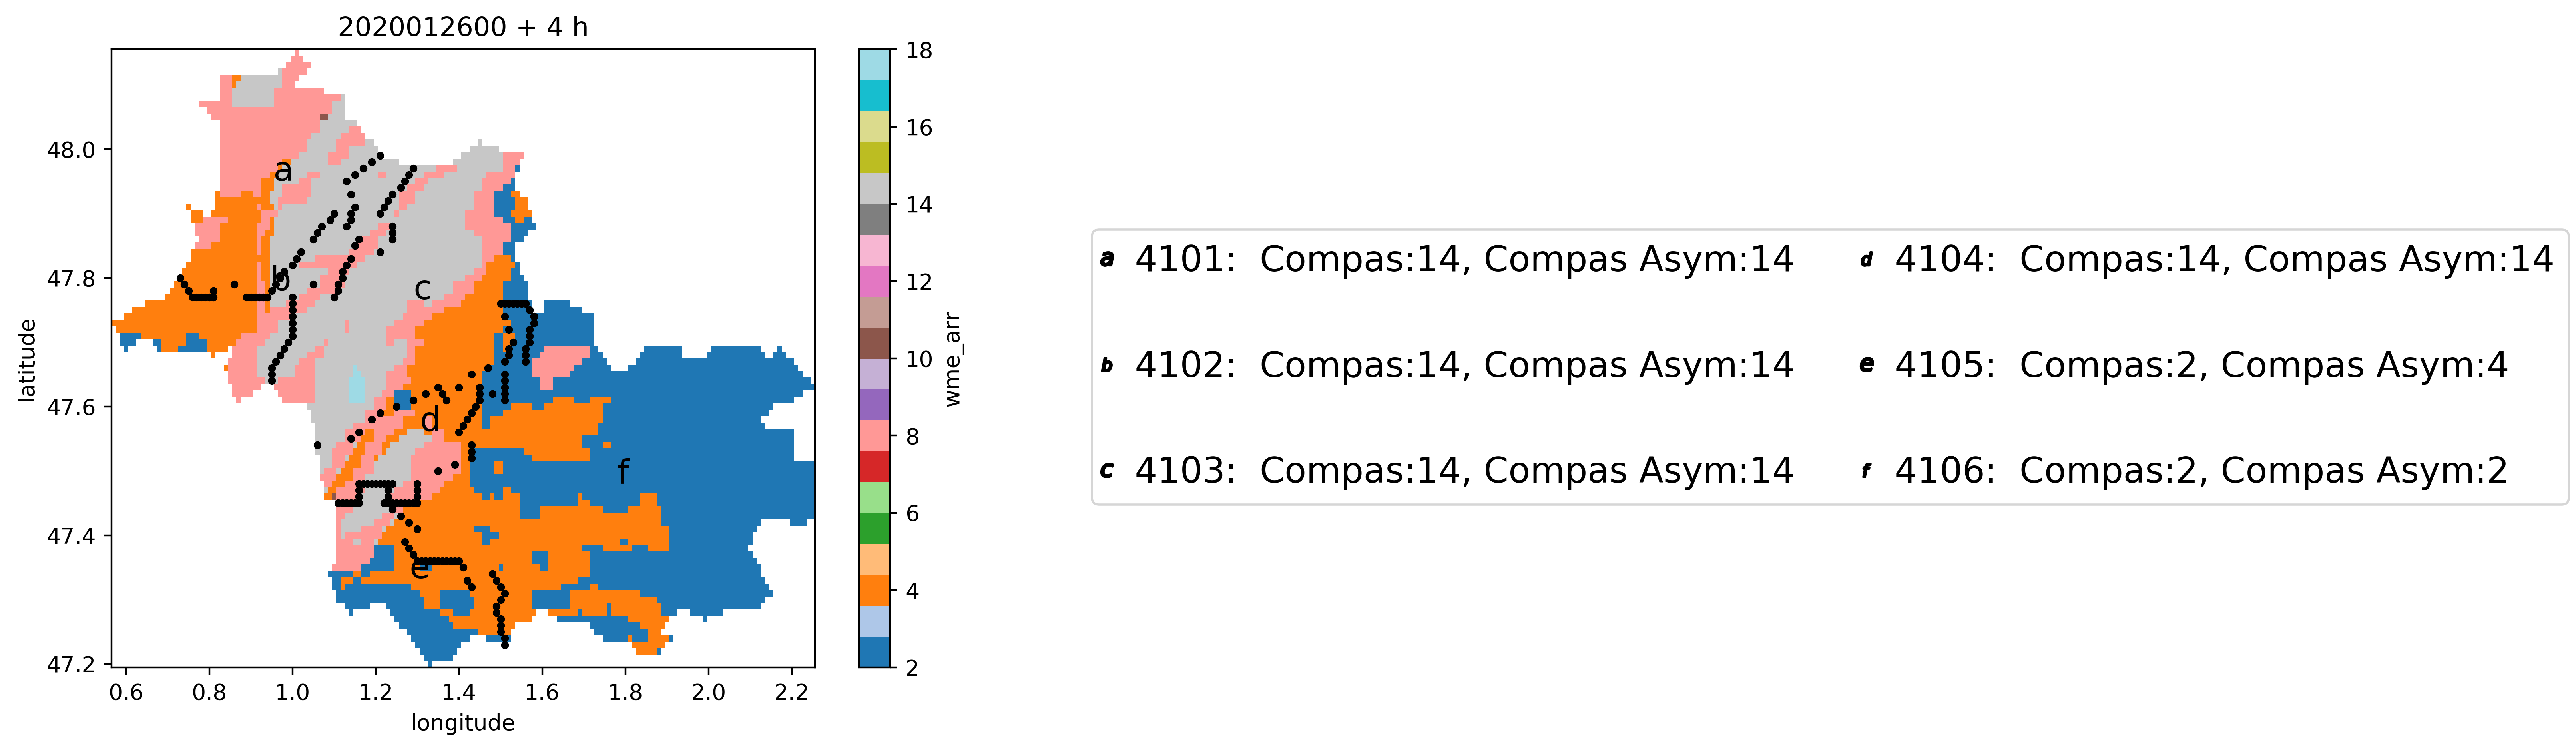 2020012600 + 4 h
48.0
47.8
47.6
47.4
47.2
latitude
0.6 0.8 1.0 1.2 1.4 1.6 1.8 2.0 2.2
longitude
a
b
c
d
e
f
18
16
14
12
10
8
6
4
2
wme_arr
a 4101: Compas:14, Compas Asym:14
b 4102: Compas:14, Compas Asym:14
c 4103: Compas:14, Compas Asym:14
d 4104: Compas:14, Compas Asym:14
e 4105: Compas:2, Compas Asym:4
f 4106: Compas:2, Compas Asym:2